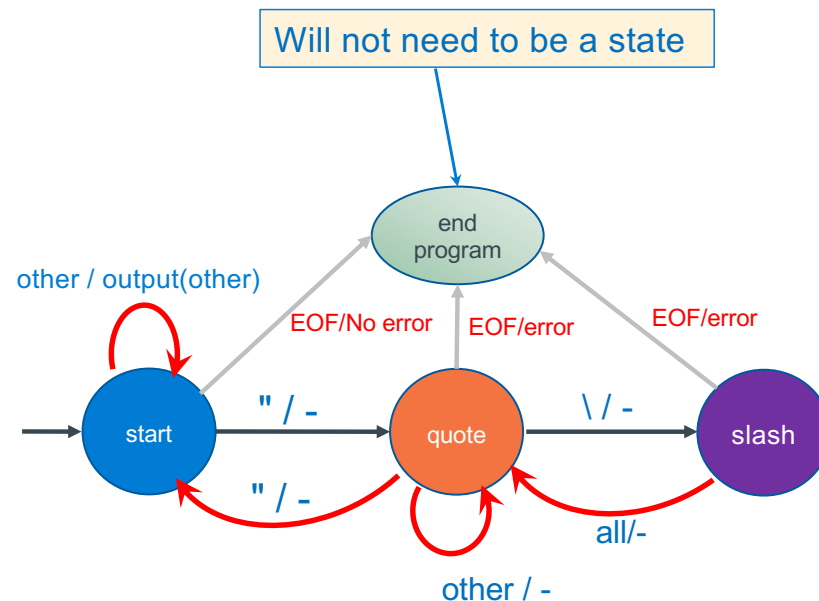 Will not need to be a state
end
program
other / output(other)
EOF/No error
EOF/error
EOF/error
" / -
\ / -
start
quote
slash
" / -
all/-
other / -